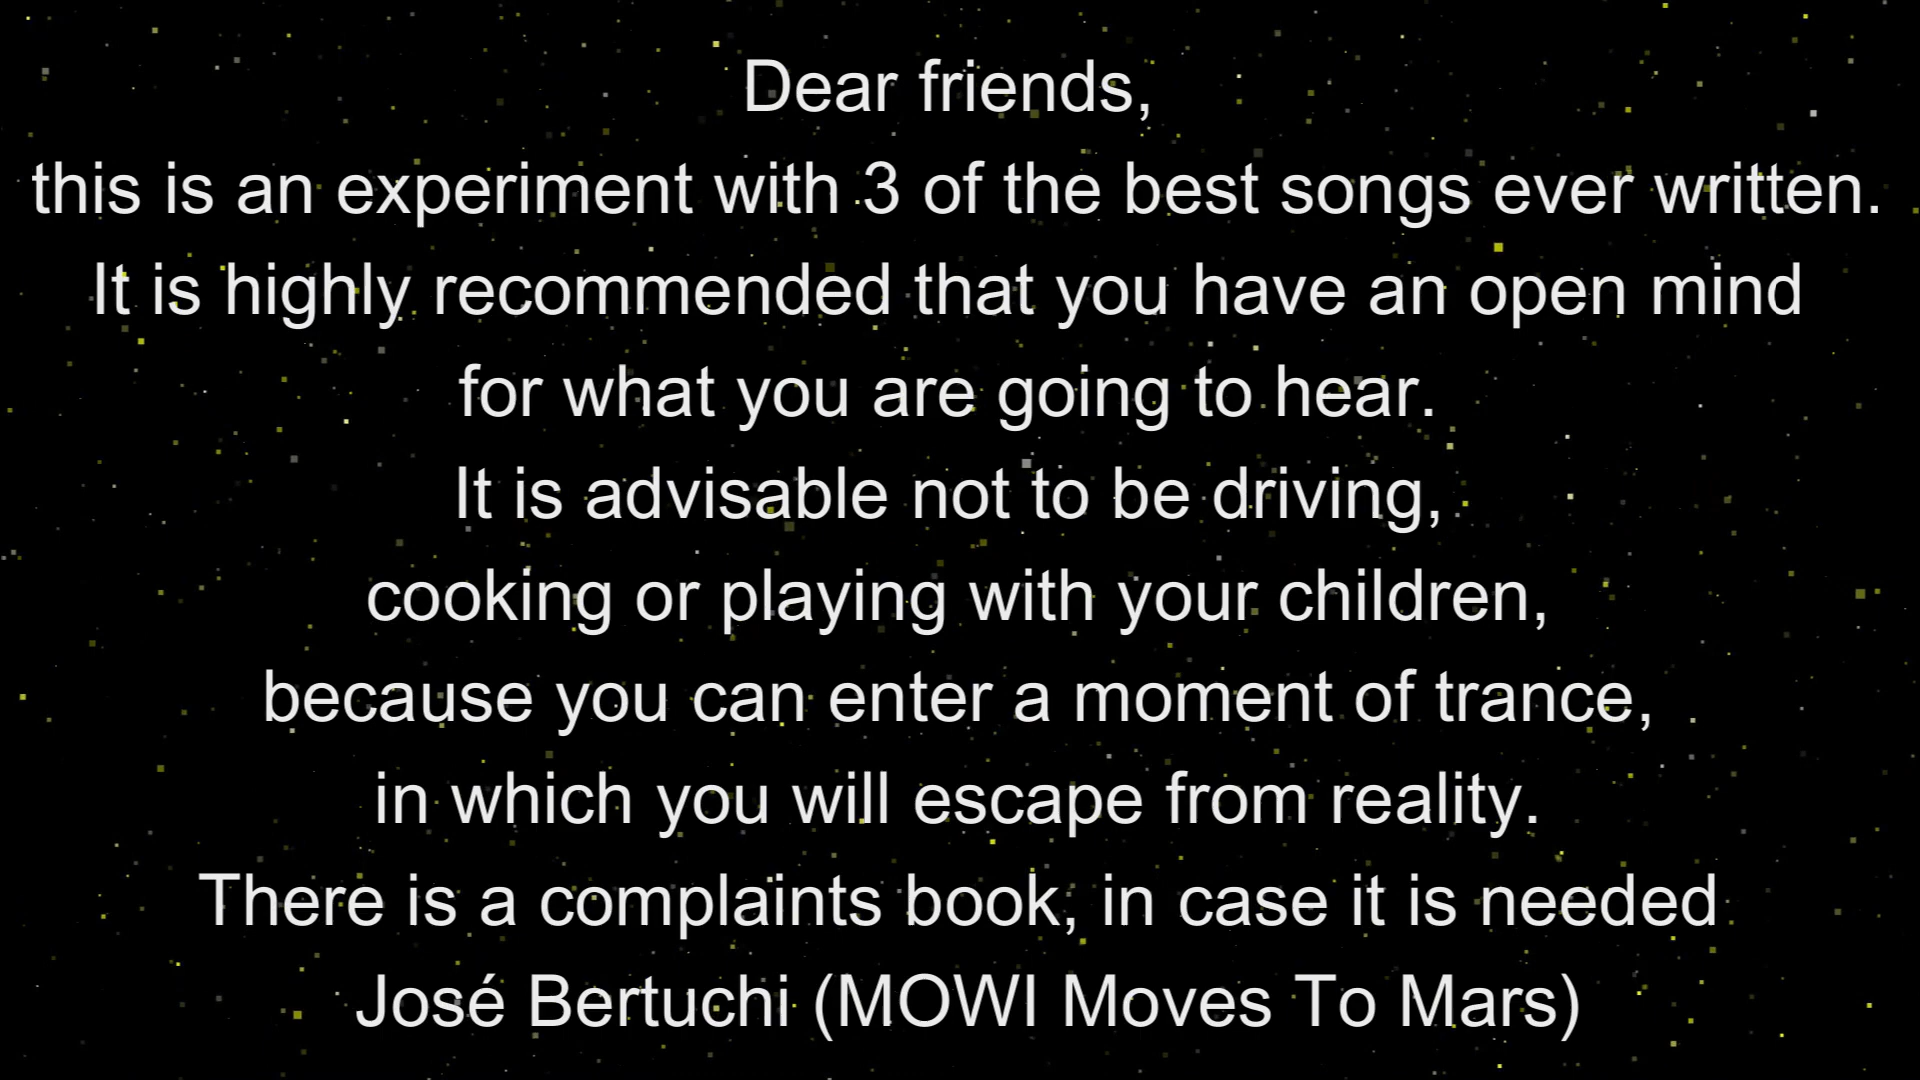 Dear friends,
this is an experiment with 3 of the best songs ever written.
It is highly recommended that you have an open mind
for what you are going to hear.
It is advisable not to be driving,
cooking or playing with your children,
because you can enter a moment of trance,
in which you will escape from reality.
There is a complaints book, in case it is needed
José Bertuchi (MOWI Moves To Mars)